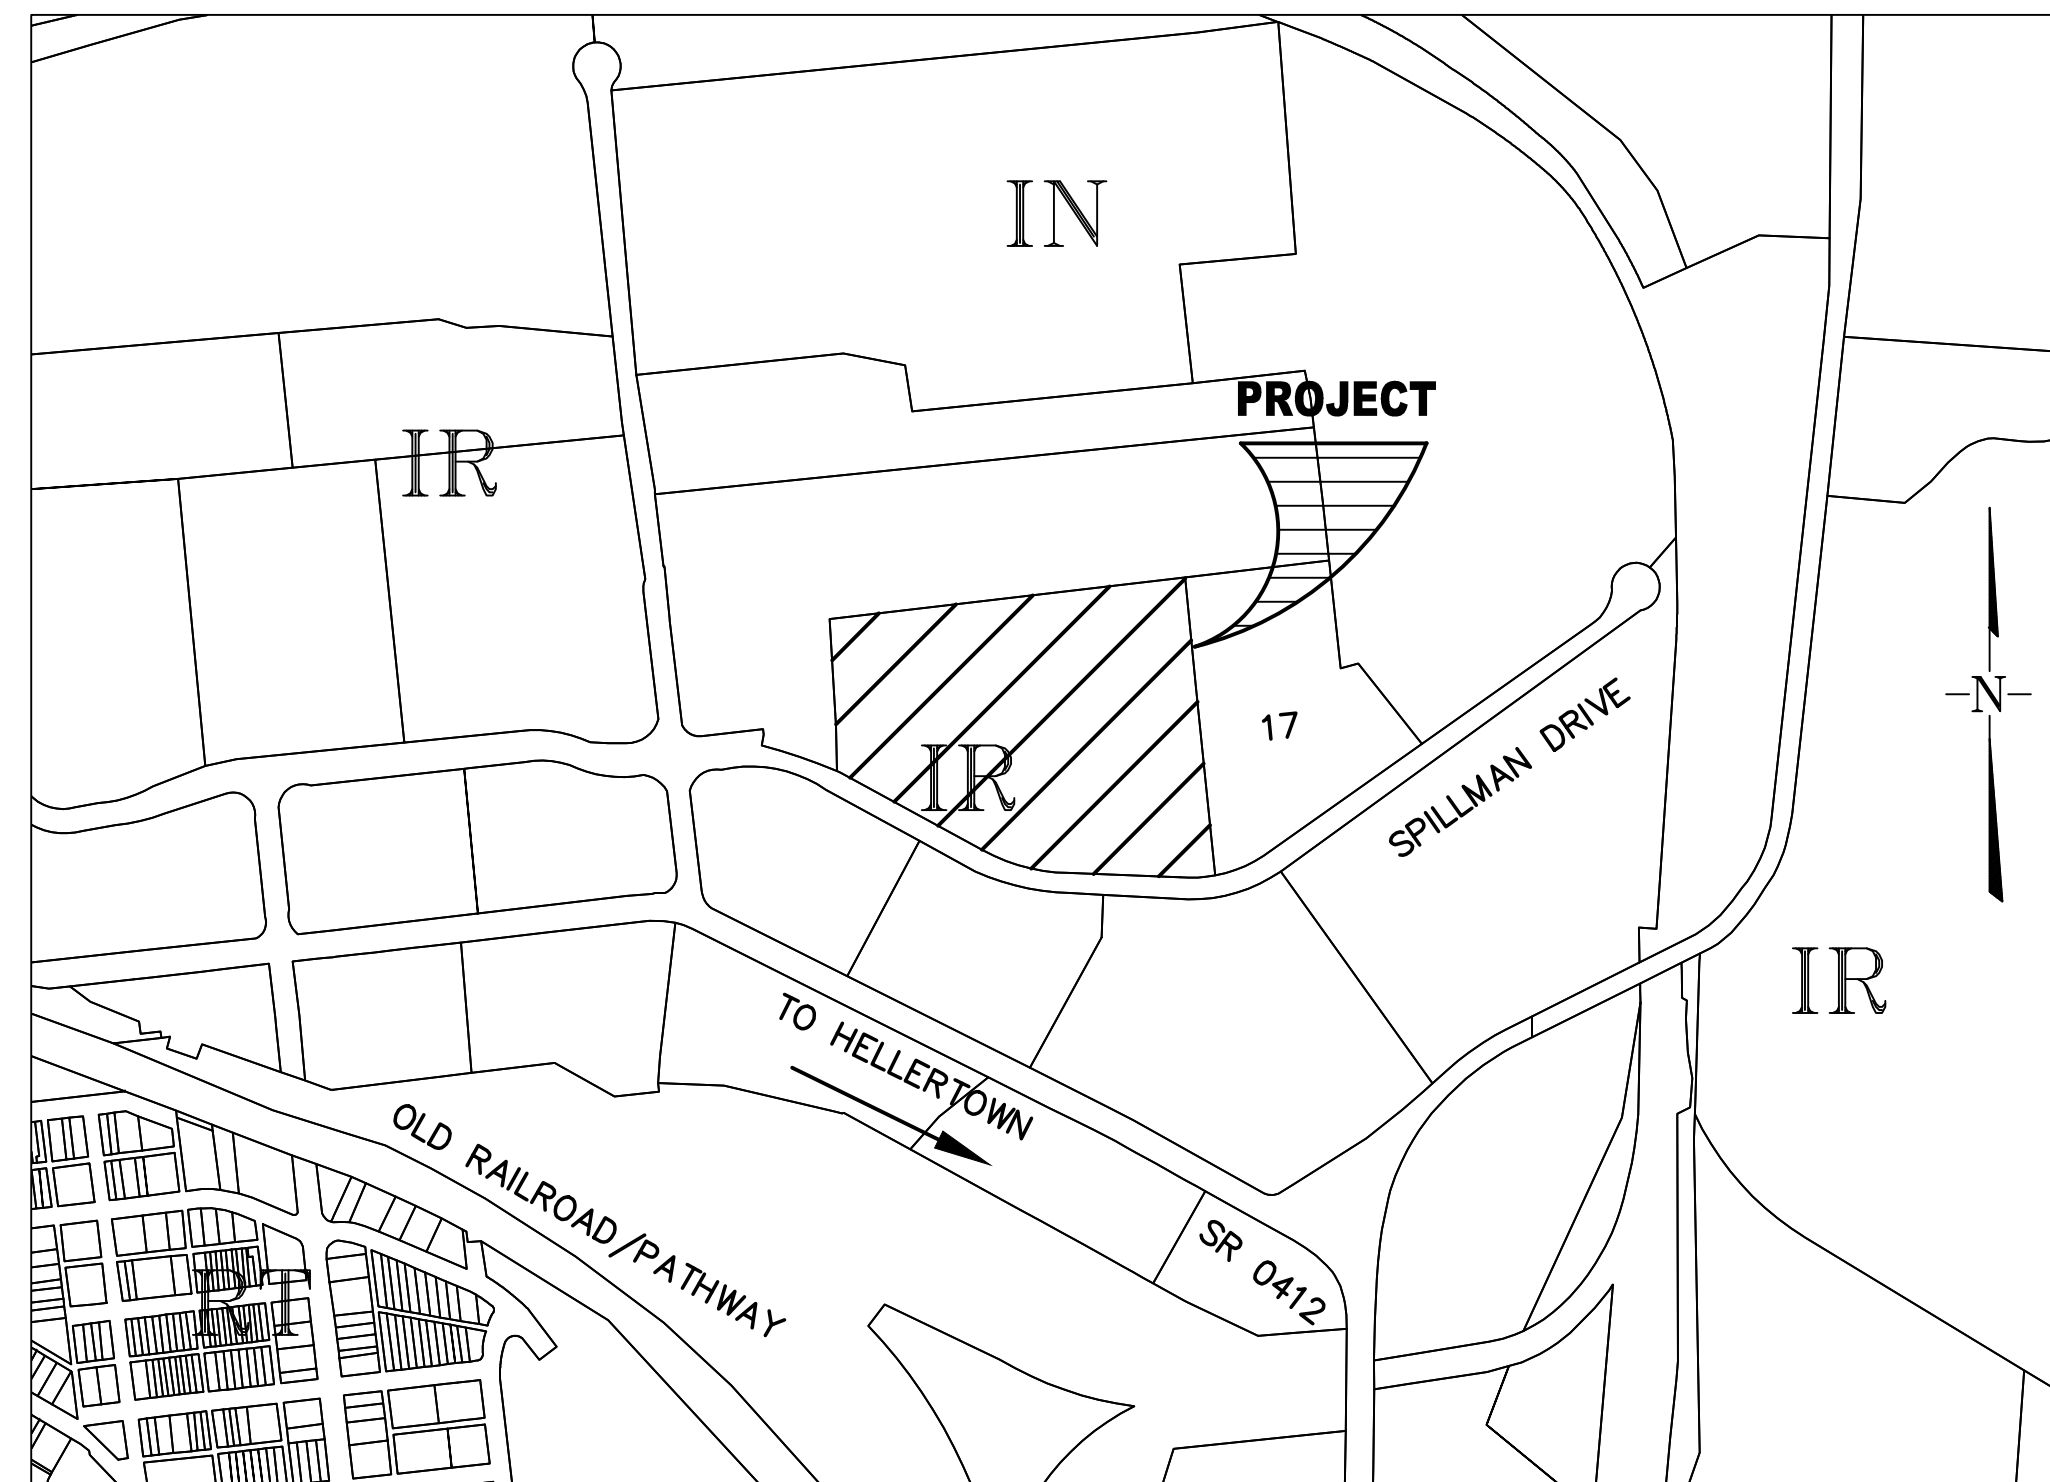 IN
PROJECT
IR
17
SPILLMAN DRIVE
N
IR
IR
TO HELLERTOWN
OLD RAILROAD/PATHWAY
SR 0412
RT